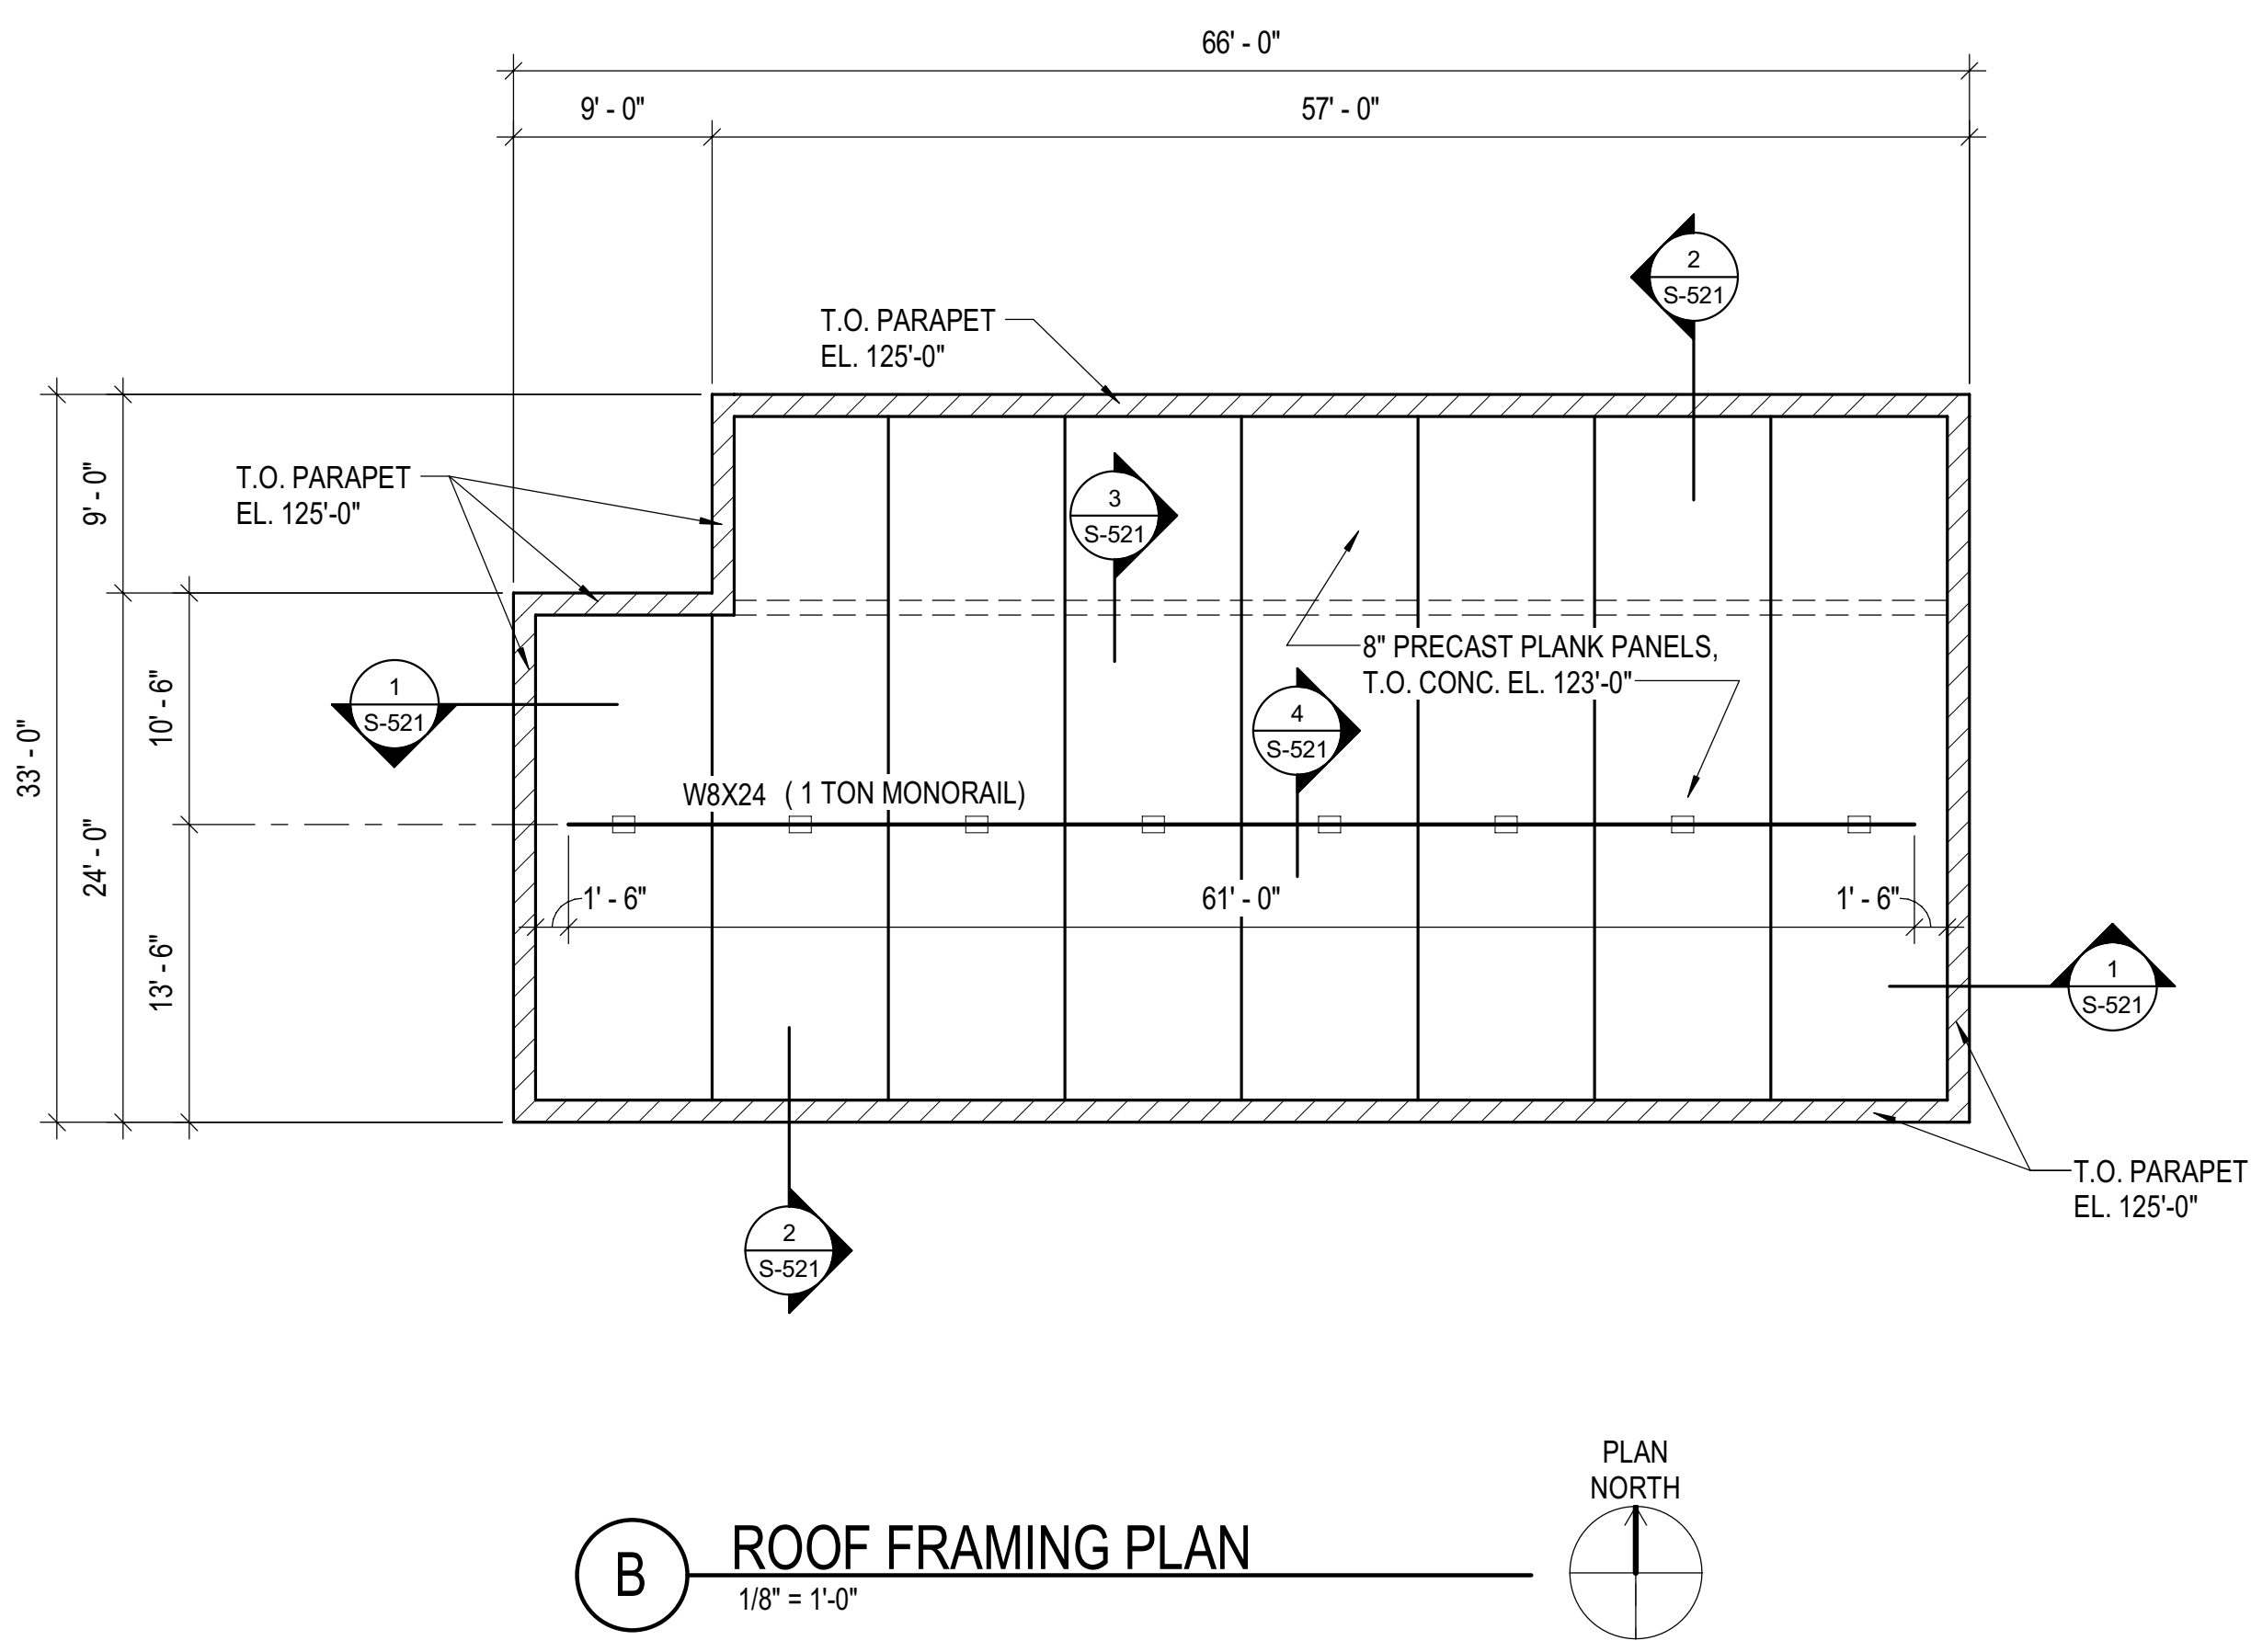 66' - 0"
9' - 0"
57' - 0"
2
S-521
T.O. PARAPET
EL. 125'-0"
T.O. PARAPET
EL. 125'-0"
9' - 0"
3
S-521
8" PRECAST PLANK PANELS,
T.O. CONC. EL. 123'-0"
1
S-521
10' - 6"
4
S-521
33' - 0"
W8X24 ( 1 TON MONORAIL)
24' - 0"
1' - 6"
61' - 0"
1' - 6"
13' - 6"
1
S-521
T.O. PARAPET
EL. 125'-0"
2
S-521
PLAN
NORTH
B
ROOF FRAMING PLAN
1/8" = 1'-0"